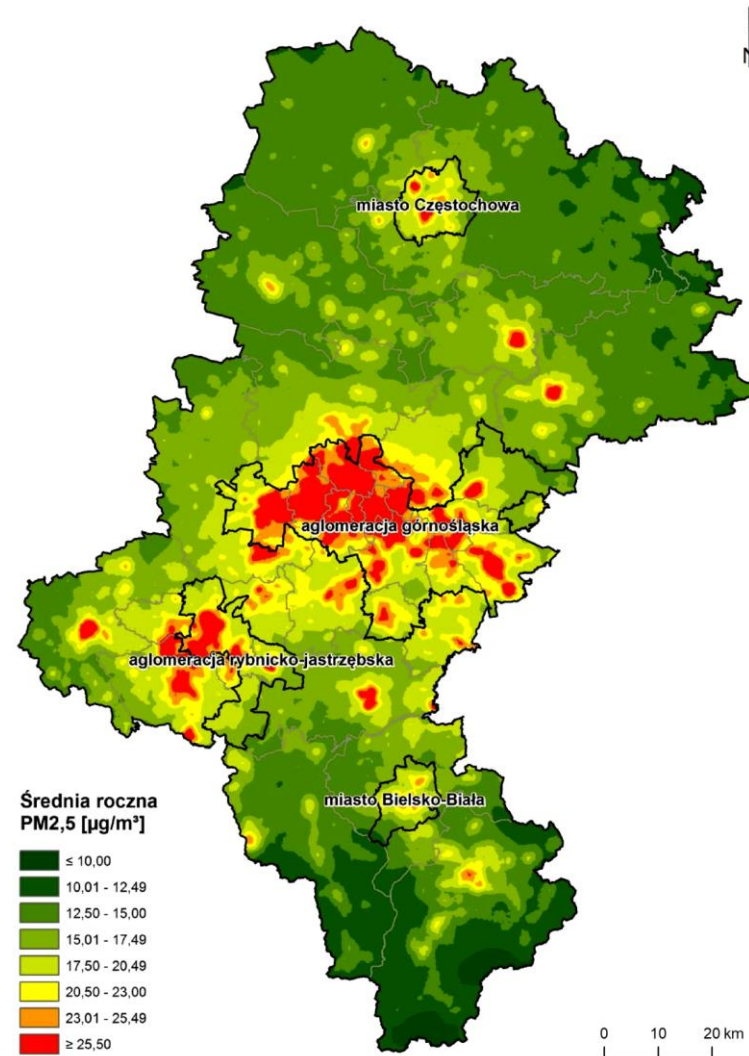 N
miasto Częstochowa
aglomeracja górnośląska
aglomeracja rybnicko-jastrzębska
miasto Bielsko-Biała
Średnia roczna
PM2,5 [µg/m³]
≤ 10,00
10,01 - 12,49
12,50 - 15,00
15,01 - 17,49
17,50 - 20,49
20,50 - 23,00
23,01 - 25,49
≥ 25,50
0 10 20 km